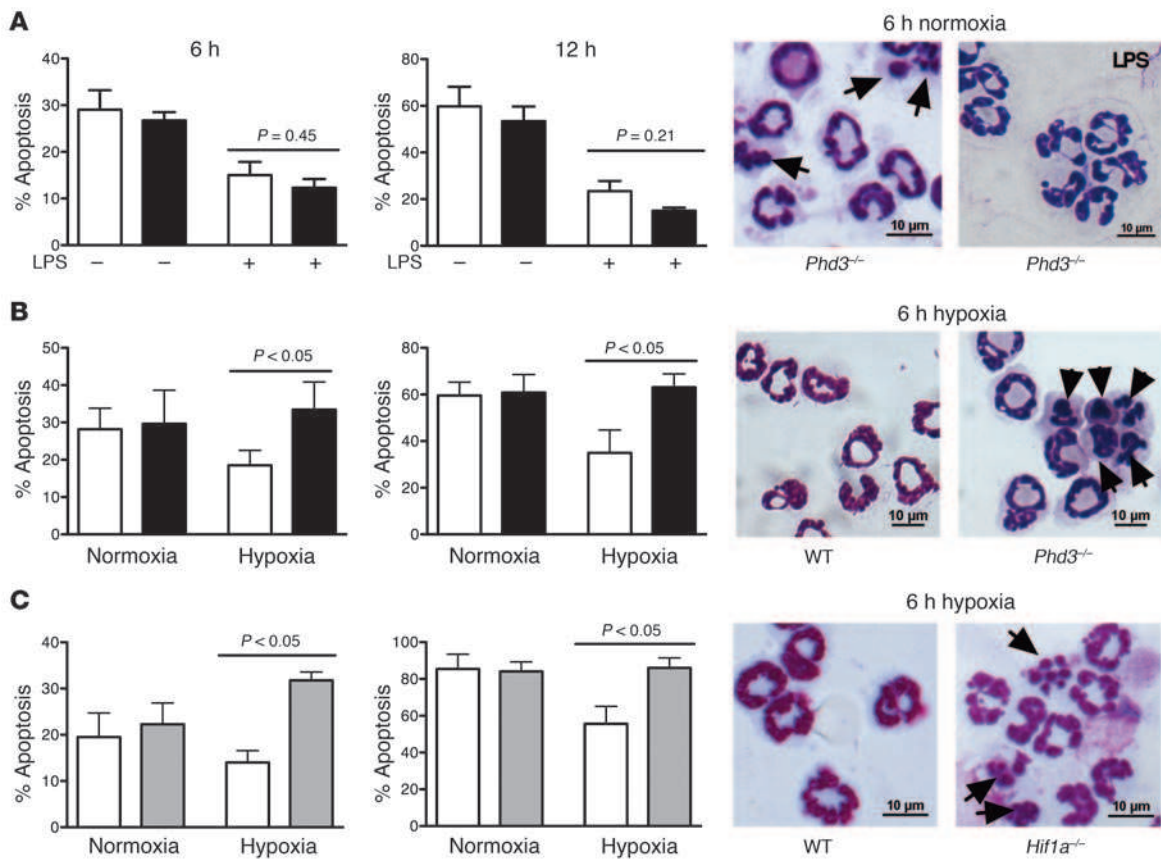 A
6 h
12 h
6 h normoxia
% Apoptosis
40
30
20
10
0
P = 0.45
LPS – – + +
% Apoptosis
80
60
40
20
0
P = 0.21
– – + +
10 µm
Phd3–/–
LPS
10 µm
Phd3–/–
B
6 h hypoxia
% Apoptosis
50
40
30
20
10
0
P < 0.05
Normoxia Hypoxia
% Apoptosis
80
60
40
20
0
P < 0.05
Normoxia Hypoxia
10 µm
WT
10 µm
Phd3–/–
C
6 h hypoxia
% Apoptosis
40
30
20
10
0
P < 0.05
Normoxia Hypoxia
% Apoptosis
100
80
60
40
20
0
P < 0.05
Normoxia Hypoxia
10 µm
WT
10 µm
Hif1a–/–